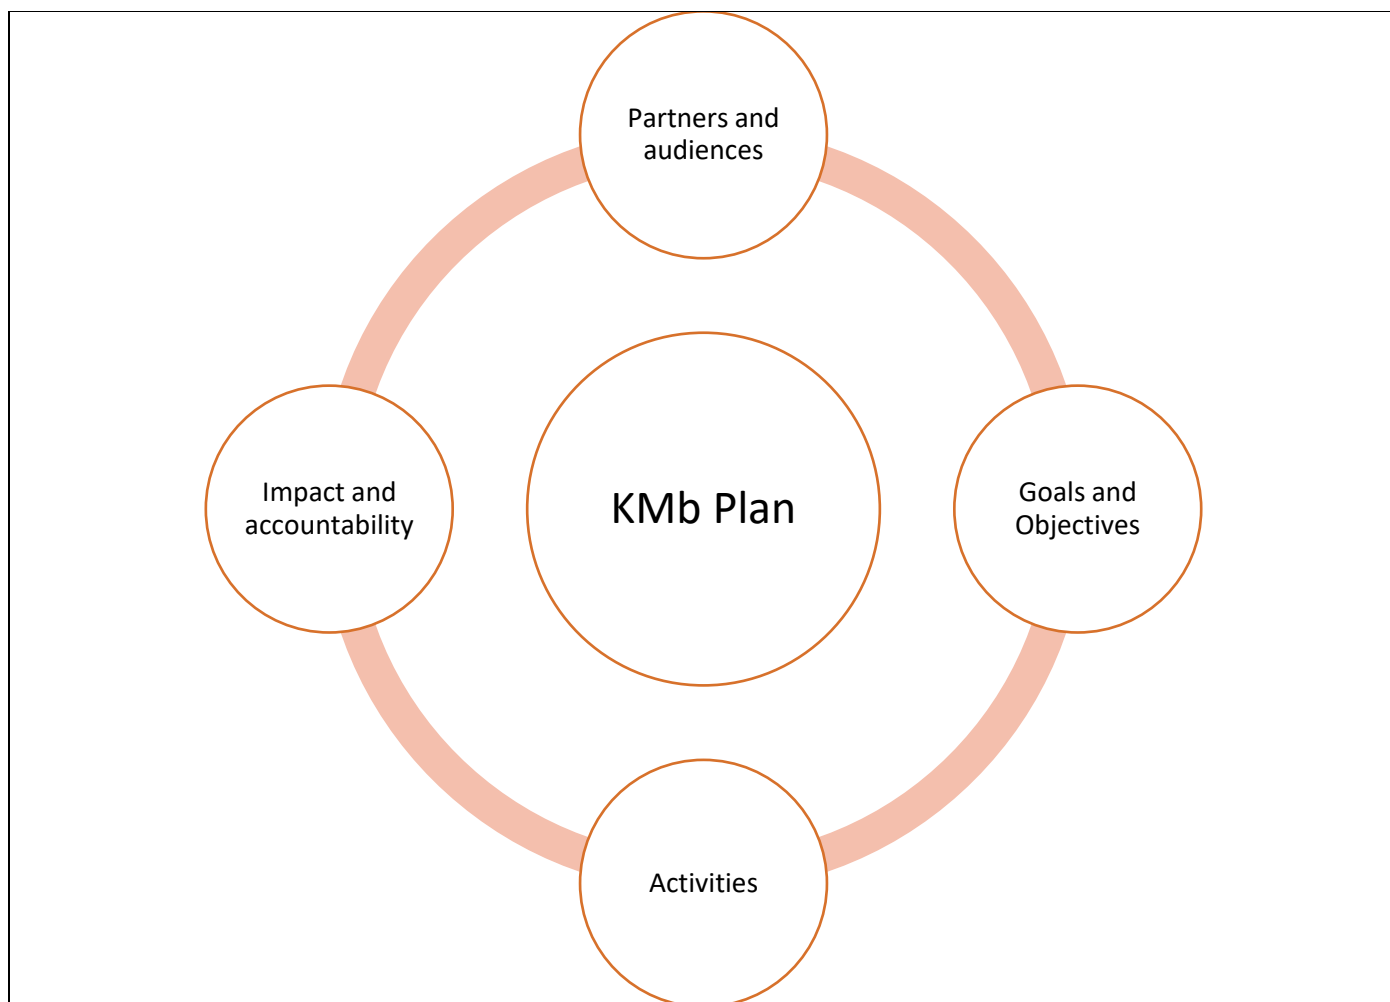 Partners and
audiences
Impact and
accountability
KMb Plan
Goals and
Objectives
Activities